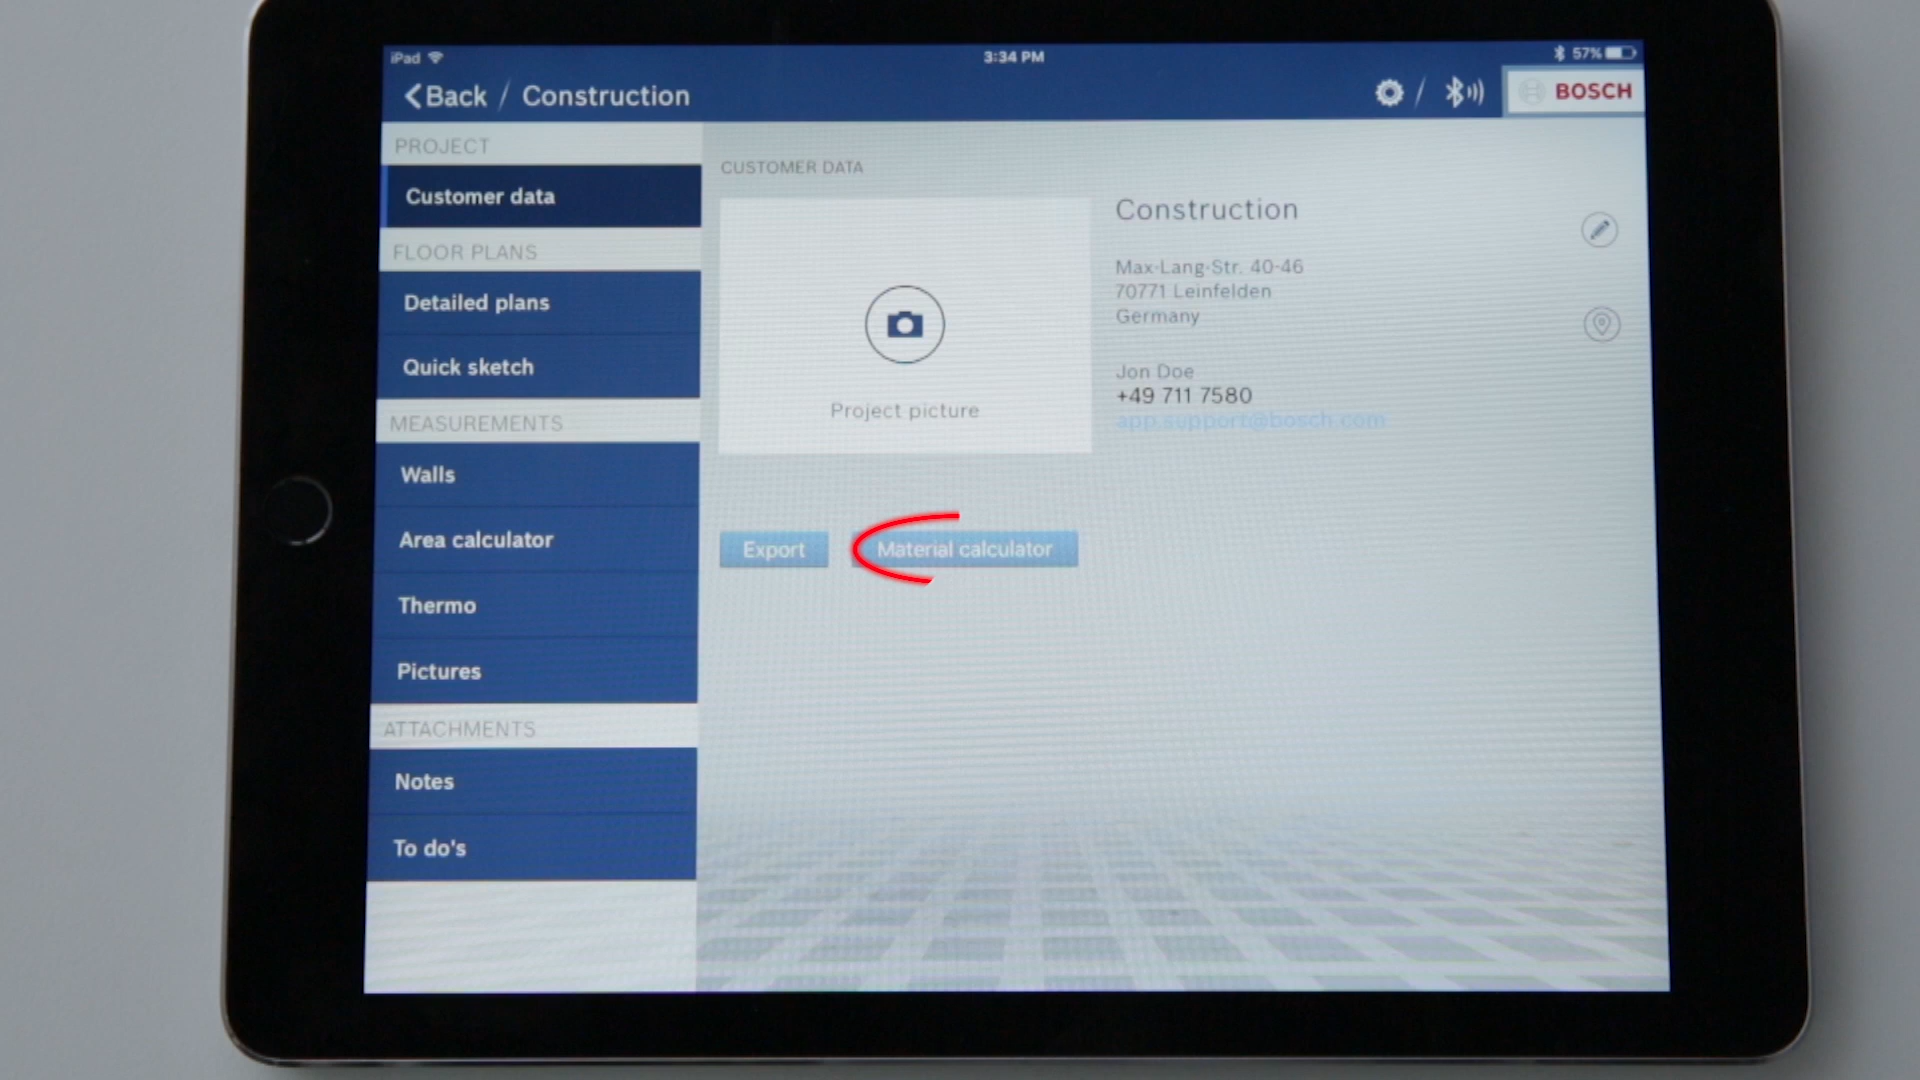 iPad
3:34 PM
57%
Back / Construction
BOSCH
PROJECT
Customer data
FLOOR PLANS
Detailed plans
Quick sketch
MEASUREMENTS
Walls
Area calculator
Thermo
Pictures
ATTACHMENTS
Notes
To do's
CUSTOMER DATA
Project picture
Construction
Max-Lang-Str. 40-46
70771 Leinfelden
Germany
Jon Doe
+49 711 7580
app.support@bosch.com
Export
Material calculator